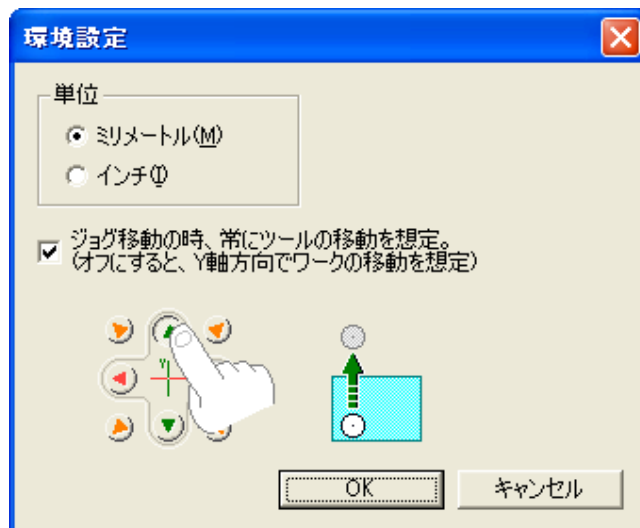 環境設定
単位
ミリメートル(M)
インチ(I)
ジョグ移動の時、常にツールの移動を想定。
(オフにすると、Y軸方向でワークの移動を想定)
Y
OK
キャンセル